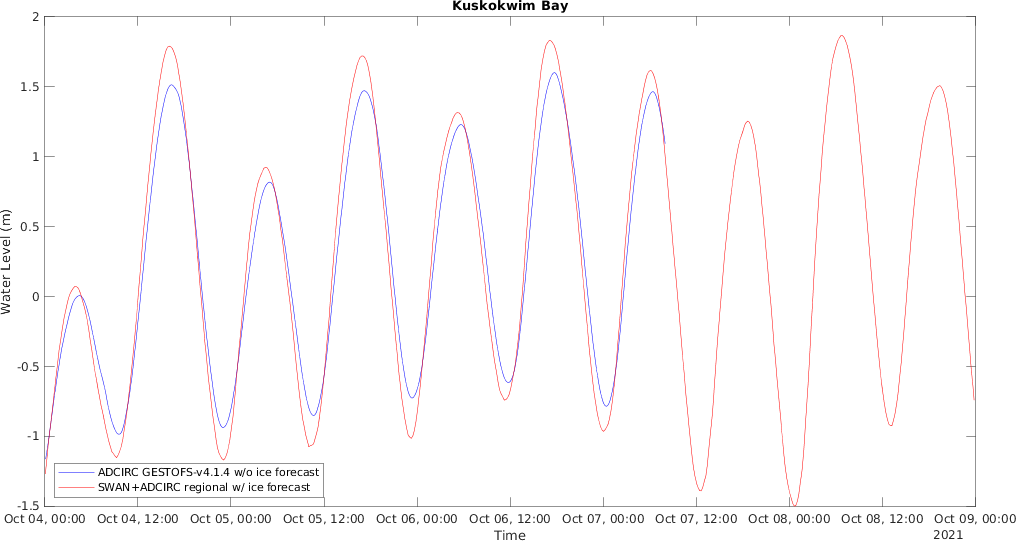 Kuskokwim Bay
Water Level (m)
2
1.5
1
0.5
0
-0.5
-1
-1.5
ADCIRC GESTOFS-v4.1.4 w/o ice forecast
SWAN+ADCIRC regional w/ ice forecast
Oct 04, 00:00 Oct 04, 12:00 Oct 05, 00:00 Oct 05, 12:00 Oct 06, 00:00 Oct 06, 12:00 Oct 07, 00:00 Oct 07, 12:00 Oct 08, 00:00 Oct 08, 12:00 Oct 09, 00:00
Time
2021